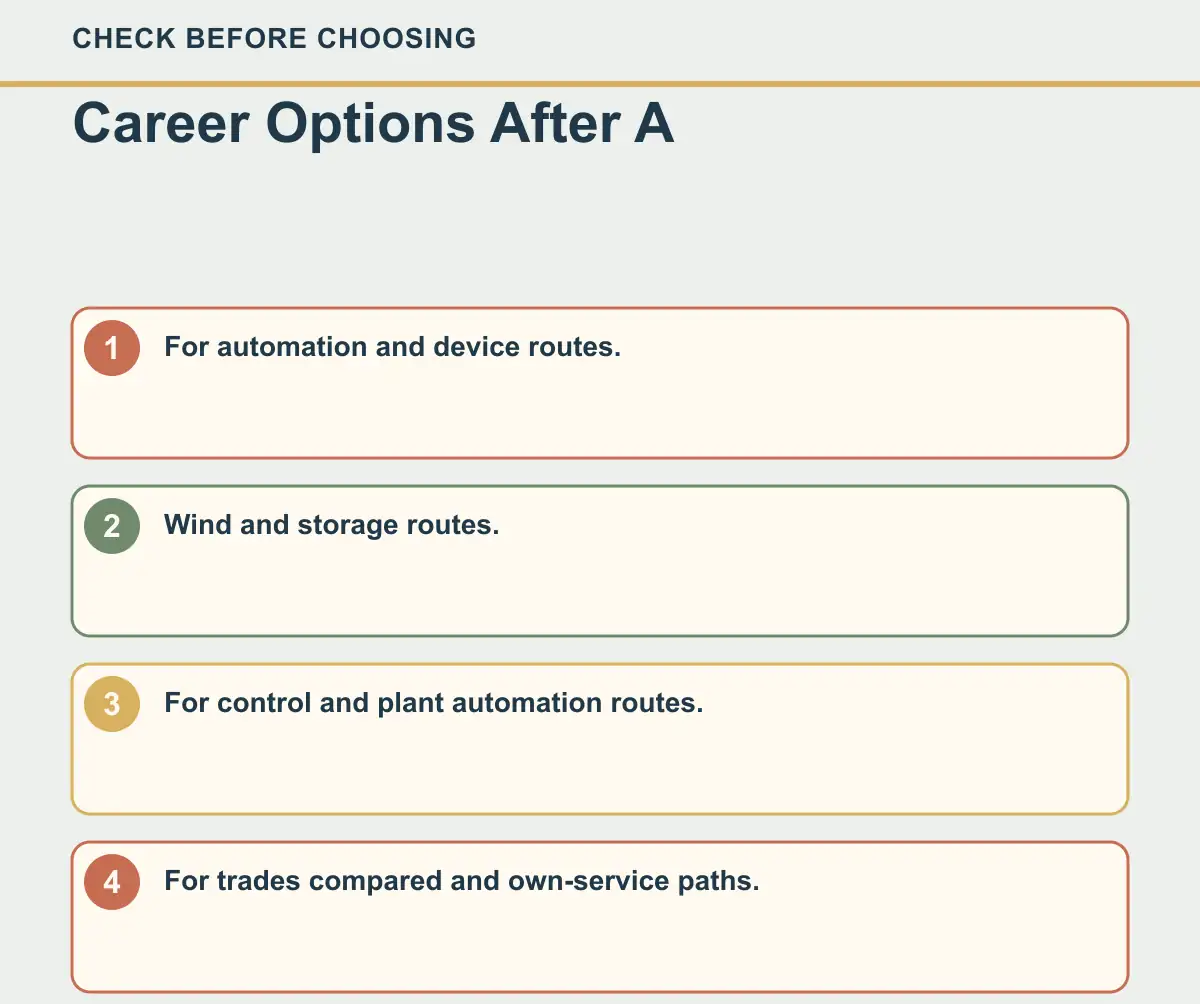 CHECK BEFORE CHOOSING
Career Options After A
1 For automation and device routes.
2 Wind and storage routes.
3 For control and plant automation routes.
4 For trades compared and own-service paths.